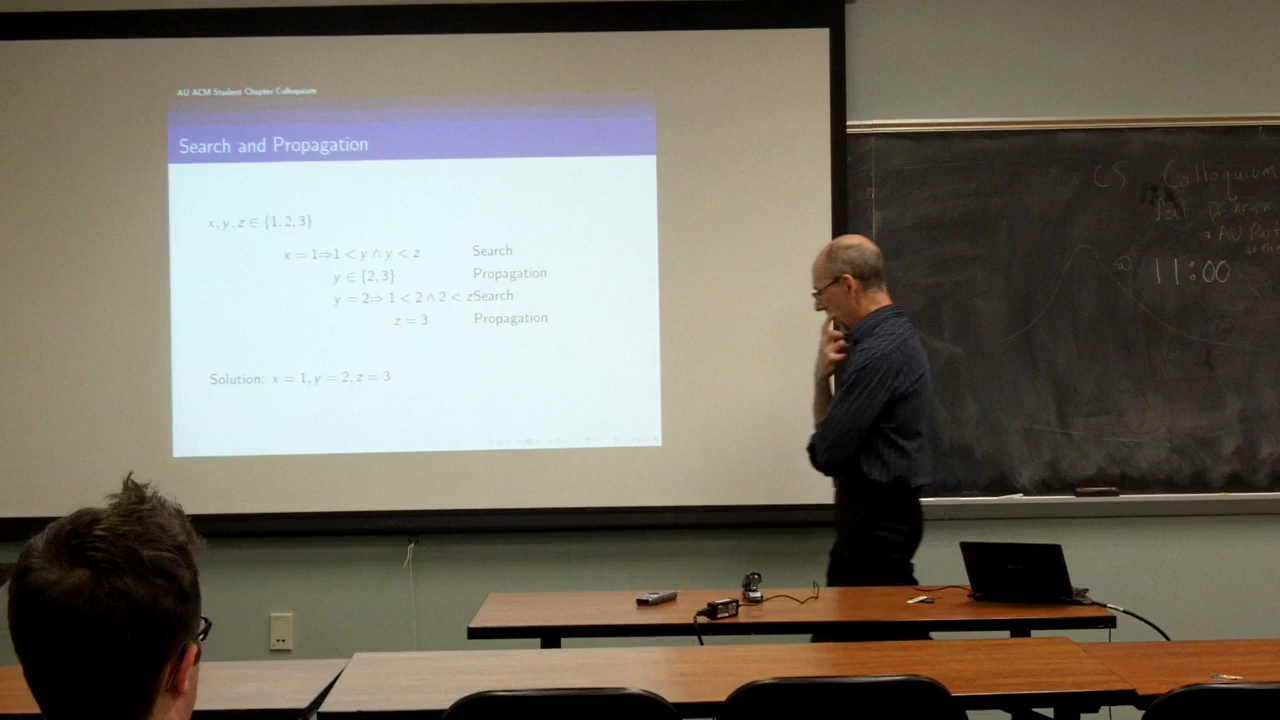 AU ACM Student Chapter Colloquium
Search and Propagation
x, y, z ∈ {1, 2, 3}
x = 1⇒1 < y ∧ y < z Search
y ∈ {2, 3} Propagation
y = 2⇒ 1 < 2 ∧ 2 < z Search
z = 3 Propagation
Solution: x = 1, y = 2, z = 3
CS Colloquium
AU
11:00